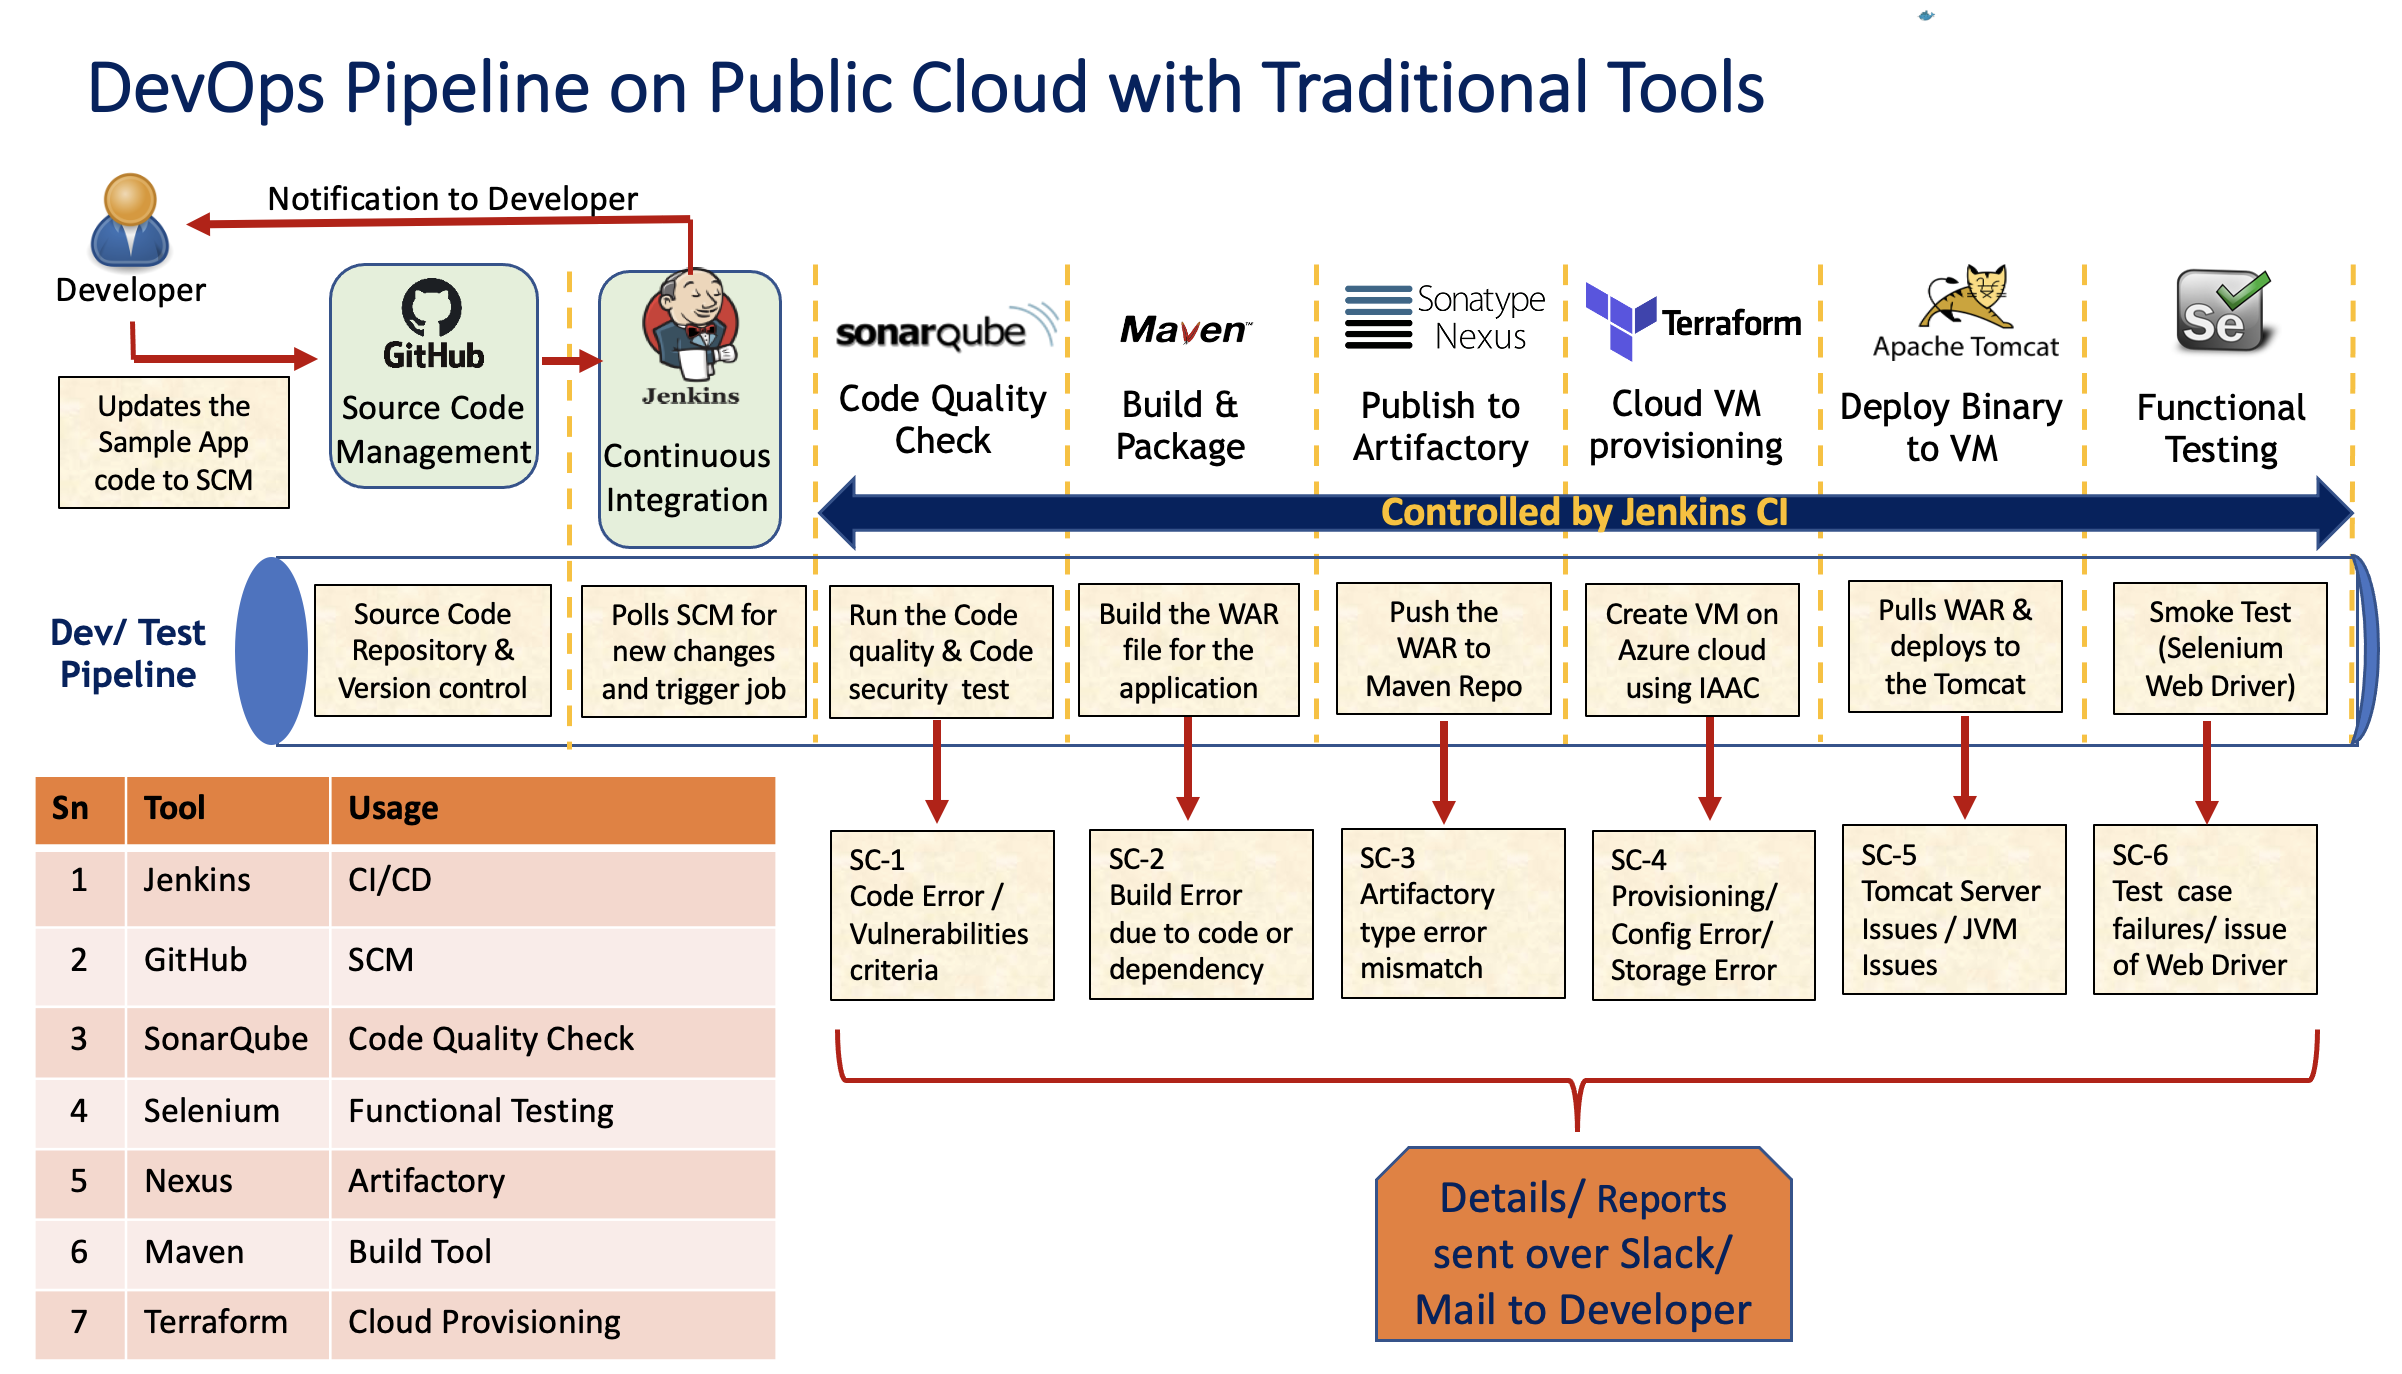 DevOps Pipeline on Public Cloud with Traditional Tools
Notification to Developer
Developer
Updates the
Sample App
code to SCM
GitHub
Source Code
Management
Jenkins
Continuous
Integration
sonarqube
Code Quality
Check
Maven™
Build &
Package
Sonatype
Nexus
Publish to
Artifactory
Terraform
Cloud VM
provisioning
Apache Tomcat
Deploy Binary
to VM
Se
Functional
Testing
Controlled by Jenkins CI
Dev/ Test
Pipeline
Source Code
Repository &
Version control
Polls SCM for
new changes
and trigger job
Run the Code
quality & Code
security  test
Build the WAR
file for the
application
Push the
WAR to
Maven Repo
Create VM on
Azure cloud
using IAAC
Pulls WAR &
deploys to
the Tomcat
Smoke Test
(Selenium
Web Driver)
SC-1
Code Error /
Vulnerabilities
criteria
SC-2
Build Error
due to code or
dependency
SC-3
Artifactory
type error
mismatch
SC-4
Provisioning/
Config Error/
Storage Error
SC-5
Tomcat Server
Issues / JVM
Issues
SC-6
Test  case
failures/ issue
of Web Driver
Sn Tool Usage
1 Jenkins CI/CD
2 GitHub SCM
3 SonarQube Code Quality Check
4 Selenium Functional Testing
5 Nexus Artifactory
6 Maven Build Tool
7 Terraform Cloud Provisioning
Details/ Reports
sent over Slack/
Mail to Developer